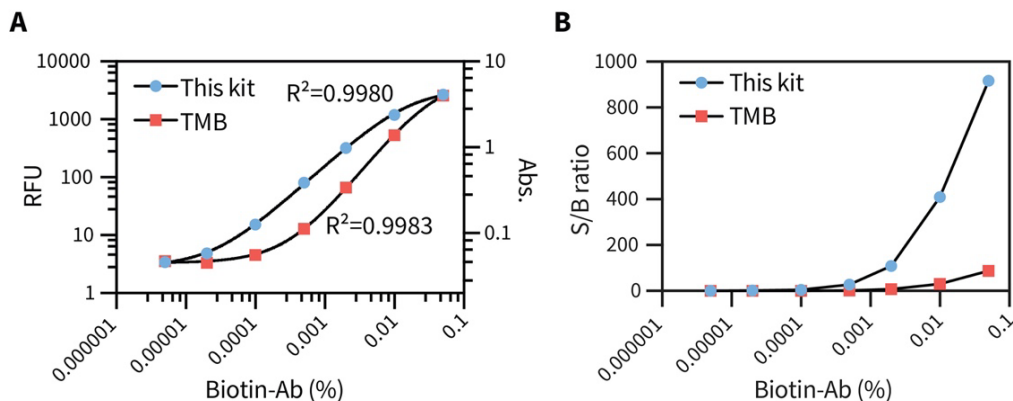 A
10000
1000
100
10
1
RFU
This kit
TMB
R²=0.9980
R²=0.9983
10
1
0.1
Abs.
0.000001
0.00001
0.0001
0.001
0.01
0.1
Biotin-Ab (%)
B
1000
800
600
400
200
0
S/B ratio
This kit
TMB
0.000001
0.00001
0.0001
0.001
0.01
0.1
Biotin-Ab (%)